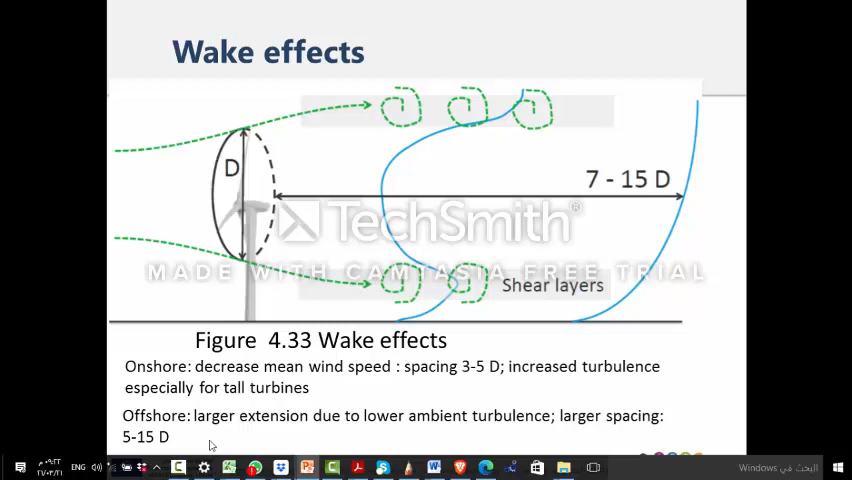 Wake effects
D
7 - 15 D
TechSmith®
MADE WITH CAMTASIA FREE TRIAL
Shear layers
Figure 4.33 Wake effects
Onshore: decrease mean wind speed : spacing 3-5 D; increased turbulence
especially for tall turbines
Offshore: larger extension due to lower ambient turbulence; larger spacing:
5-15 D
ENG
البحث في Windows